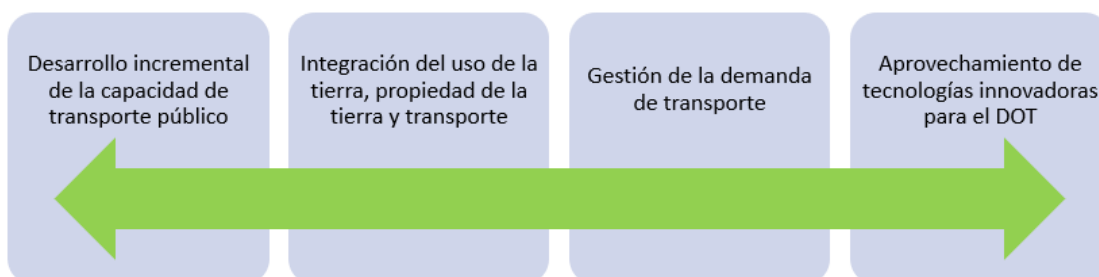 Desarrollo incremental
de la capacidad de
transporte público
Integración del uso de la
tierra, propiedad de la
tierra y transporte
Gestión de la demanda
de transporte
Aprovechamiento de
tecnologías innovadoras
para el DOT